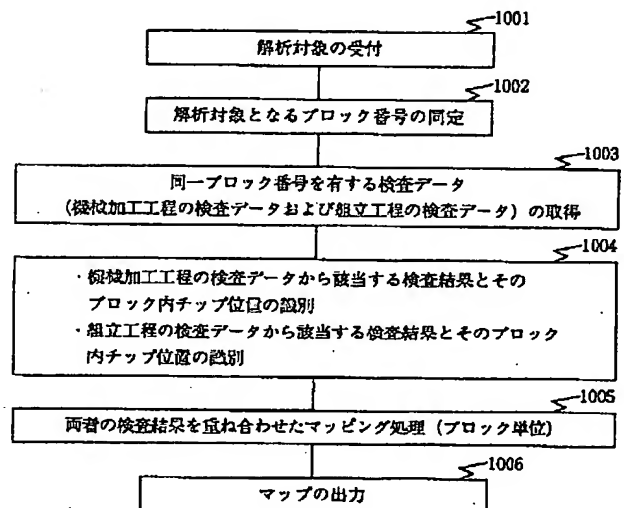 1001
解析対象の受付
1002
解析対象となるブロック番号の同定
1003
同一ブロック番号を有する検査データ
(機械加工工程の検査データおよび組立工程の検査データ)の取得
1004
・機械加工工程の検査データから該当する検査結果とその
ブロック内チップ位置の識別
・組立工程の検査データから該当する検査結果とそのブロック
内チップ位置の識別
1005
両者の検査結果を重ね合わせたマッピング処理(ブロック単位)
1006
マップの出力